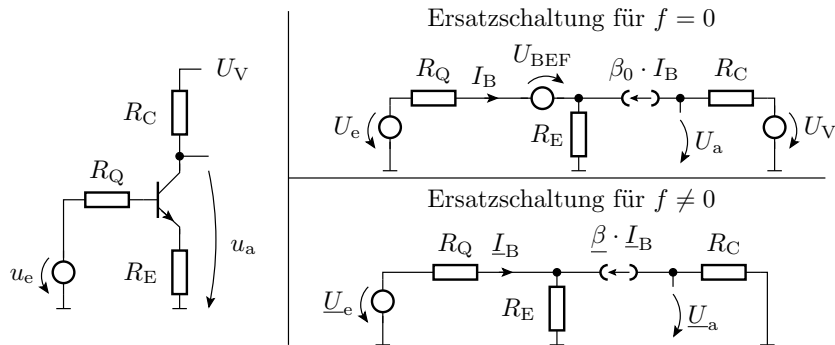 U_V
R_C
R_Q
u_e
R_E
u_a
Ersatzschaltung für f = 0
R_Q I_B U_BEF β_0 · I_B R_C
U_e R_E U_a U_V
Ersatzschaltung für f ≠ 0
R_Q I_B β · I_B R_C
U_e R_E U_a